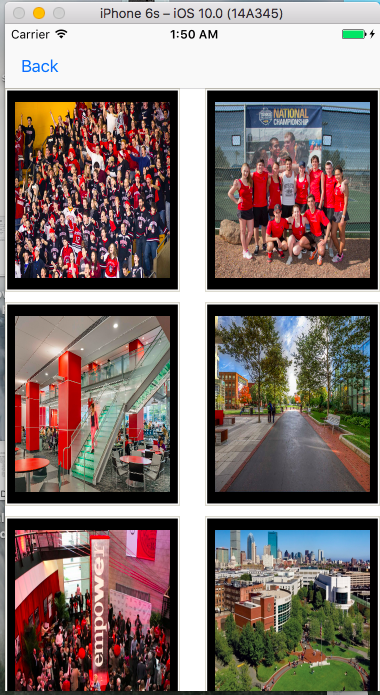 iPhone 6s – iOS 10.0 (14A345)
Carrier 1:50 AM
Back
NATIONAL
CHAMPIONSHIP
empower